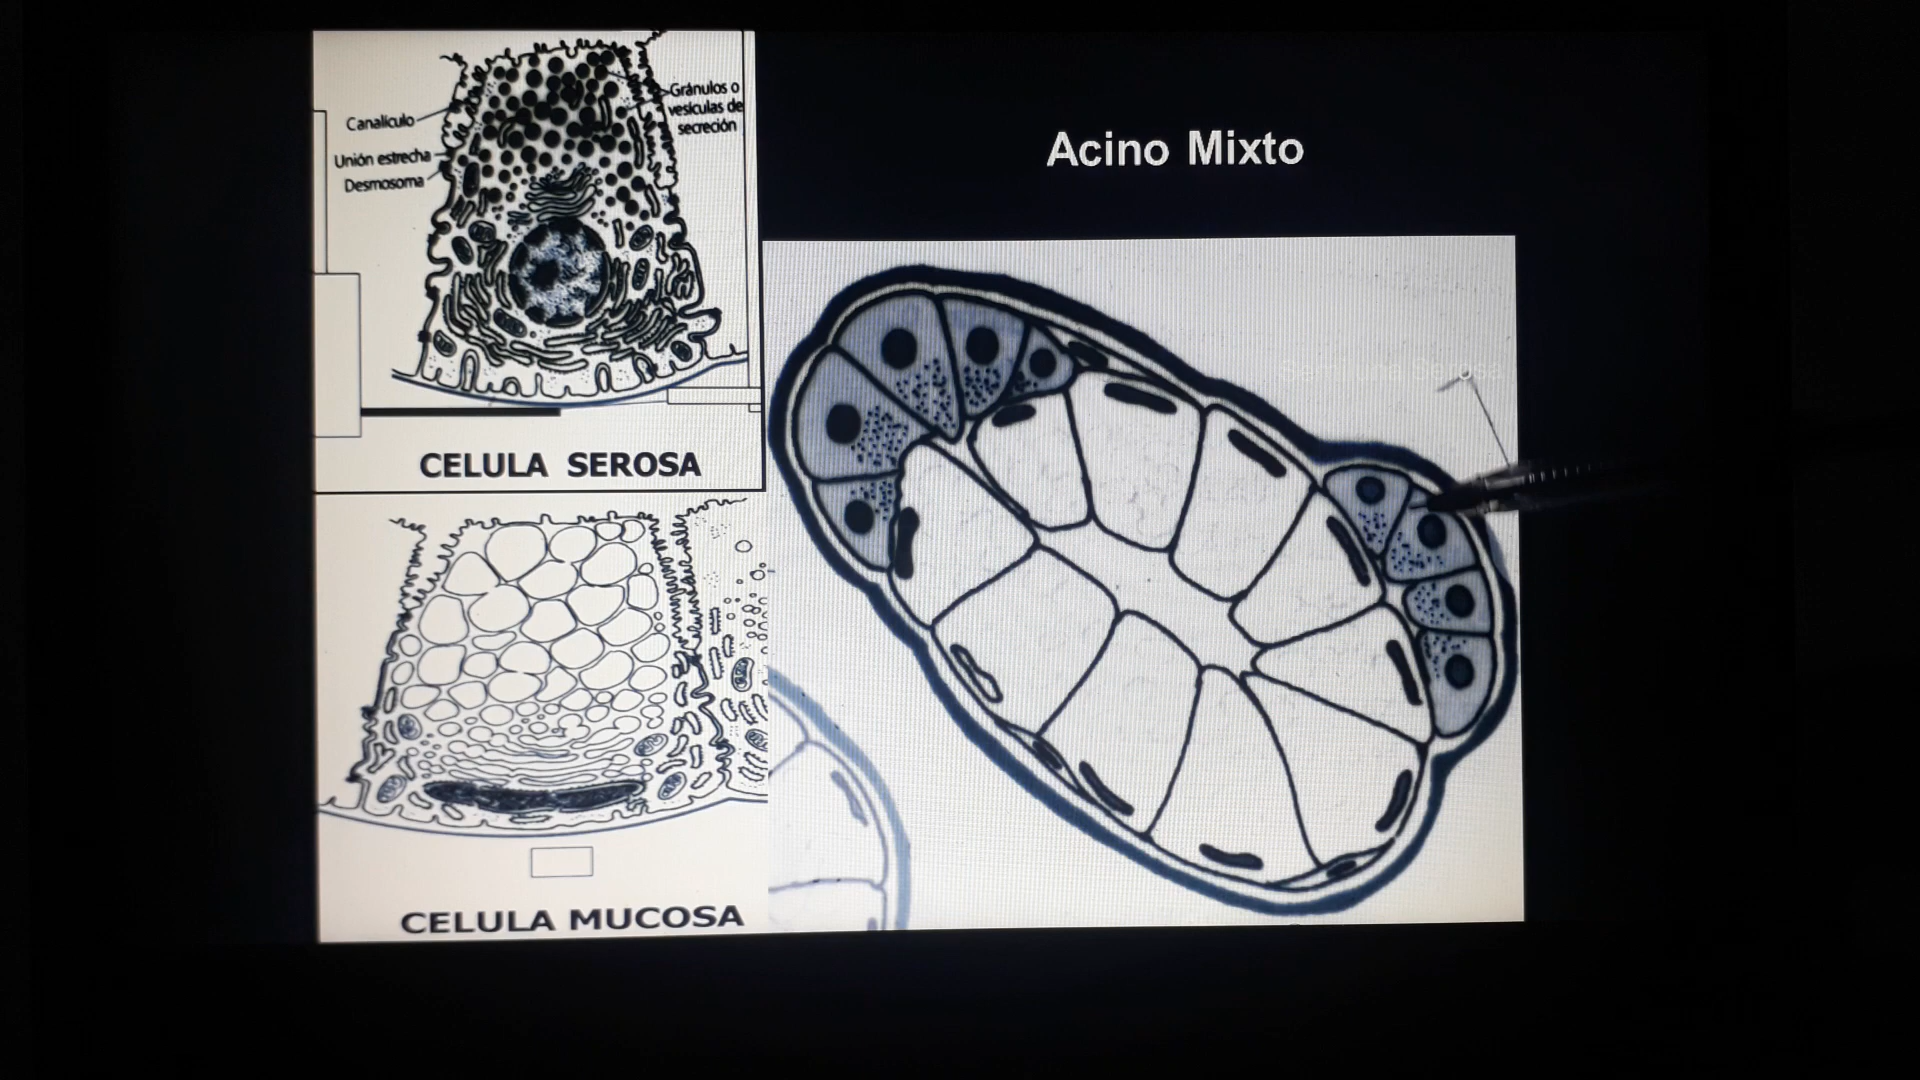 Canalículo
Unión estrecha
Desmosoma
Gránulos o
vesículas de
secreción
CELULA SEROSA
CELULA MUCOSA
Acino Mixto